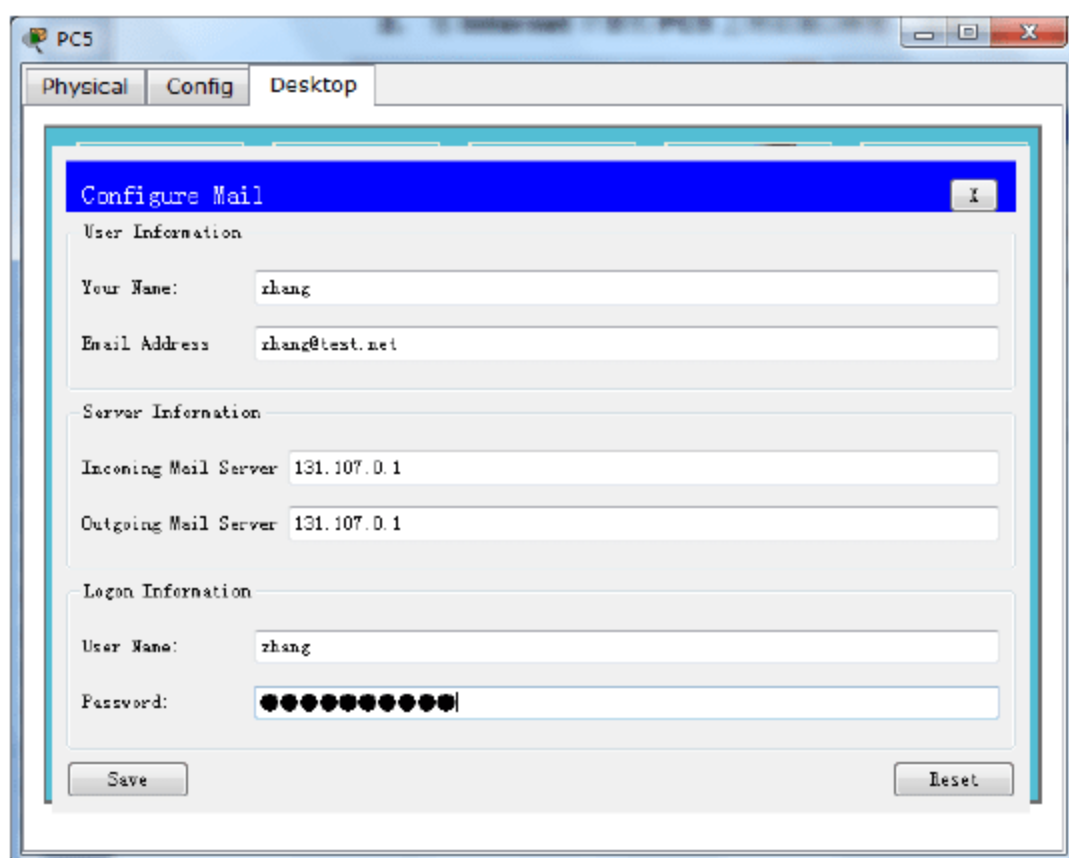 PC5
Physical Config Desktop
Configure Mail X
User Information
Your Name: zhang
Email Address zhang@test.net
Server Information
Incoming Mail Server 131.107.0.1
Outgoing Mail Server 131.107.0.1
Logon Information
User Name: zhang
Password: ●●●●●●●●●●
Save Reset